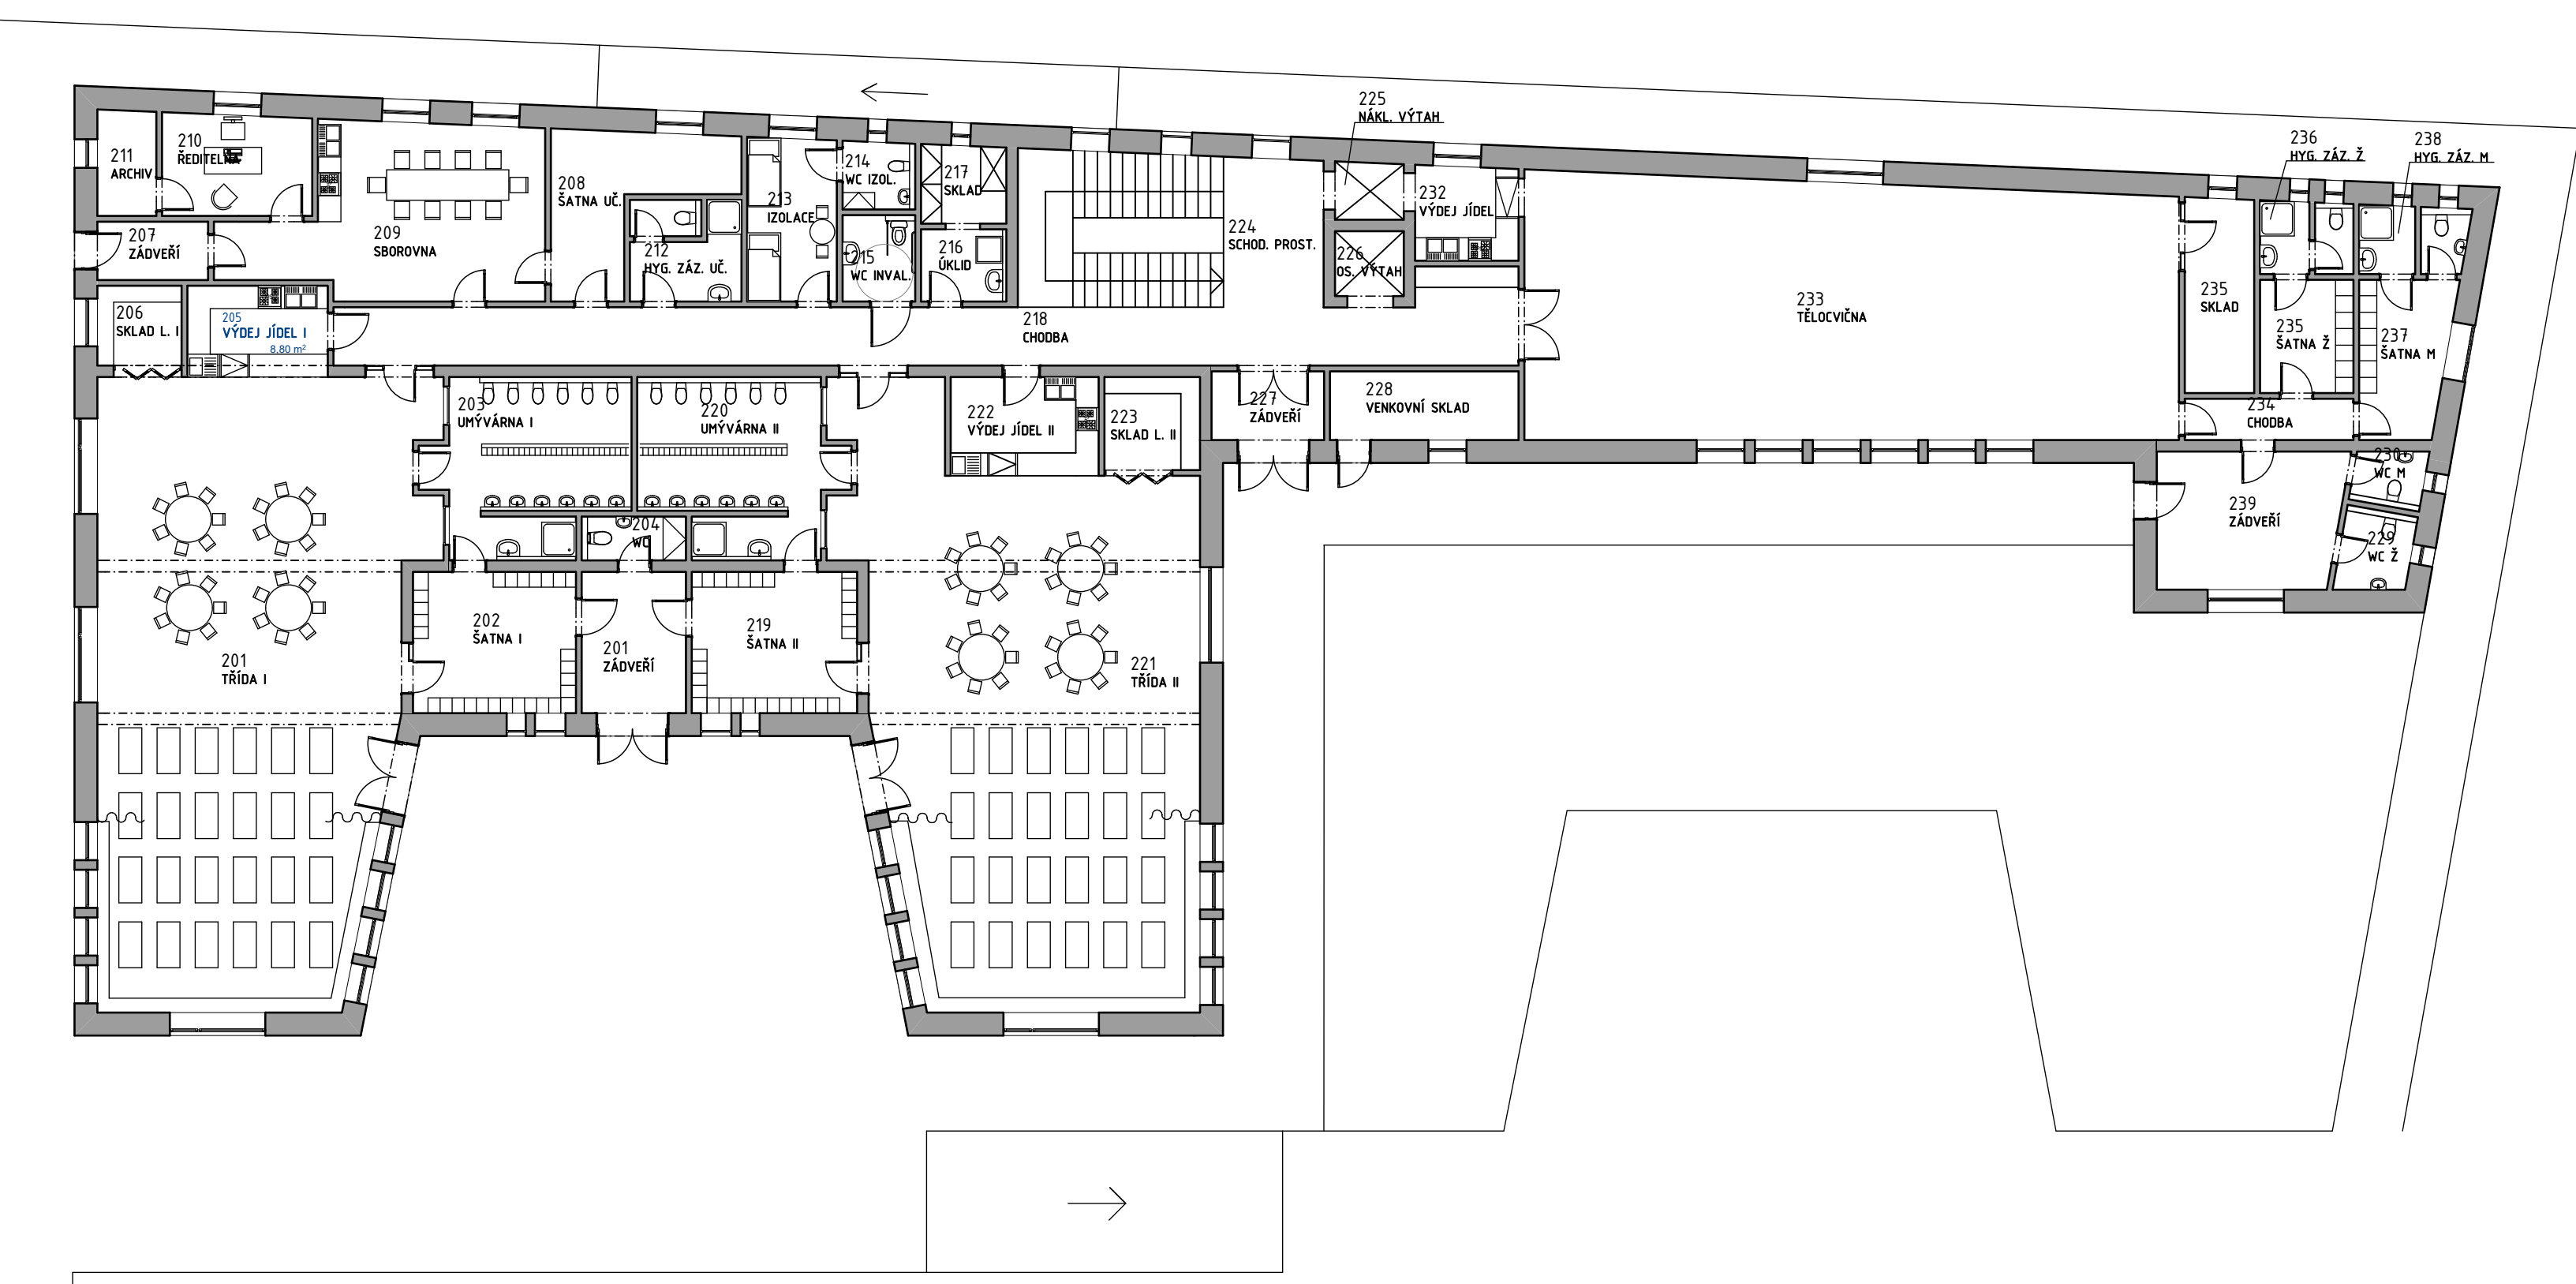 225
NÁKL. VÝTAH
236
HYG. ZÁZ. Ž
238
HYG. ZÁZ. M
210
ŘEDITELNA
211
ARCHIV
214
WC IZOL.
217
SKLAD
208
ŠATNA UČ.
213
IZOLACE
232
VÝDEJ JÍDEL
207
ZÁDVEŘÍ
209
SBOROVNA
212
HYG. ZÁZ. UČ.
215
WC INVAL.
216
ÚKLID
224
SCHOD. PROST.
226
OS. VÝTAH
206
SKLAD L. I
205
VÝDEJ JÍDEL I
8,80 m²
218
CHODBA
233
TĚLOCVIČNA
235
SKLAD
235
ŠATNA Ž
237
ŠATNA M
203
UMÝVÁRNA I
220
UMÝVÁRNA II
222
VÝDEJ JÍDEL II
223
SKLAD L. II
227
ZÁDVEŘÍ
228
VENKOVNÍ SKLAD
234
CHODBA
230
WC M
204
WC
239
ZÁDVEŘÍ
229
WC Ž
202
ŠATNA I
201
ZÁDVEŘÍ
219
ŠATNA II
201
TŘÍDA I
221
TŘÍDA II